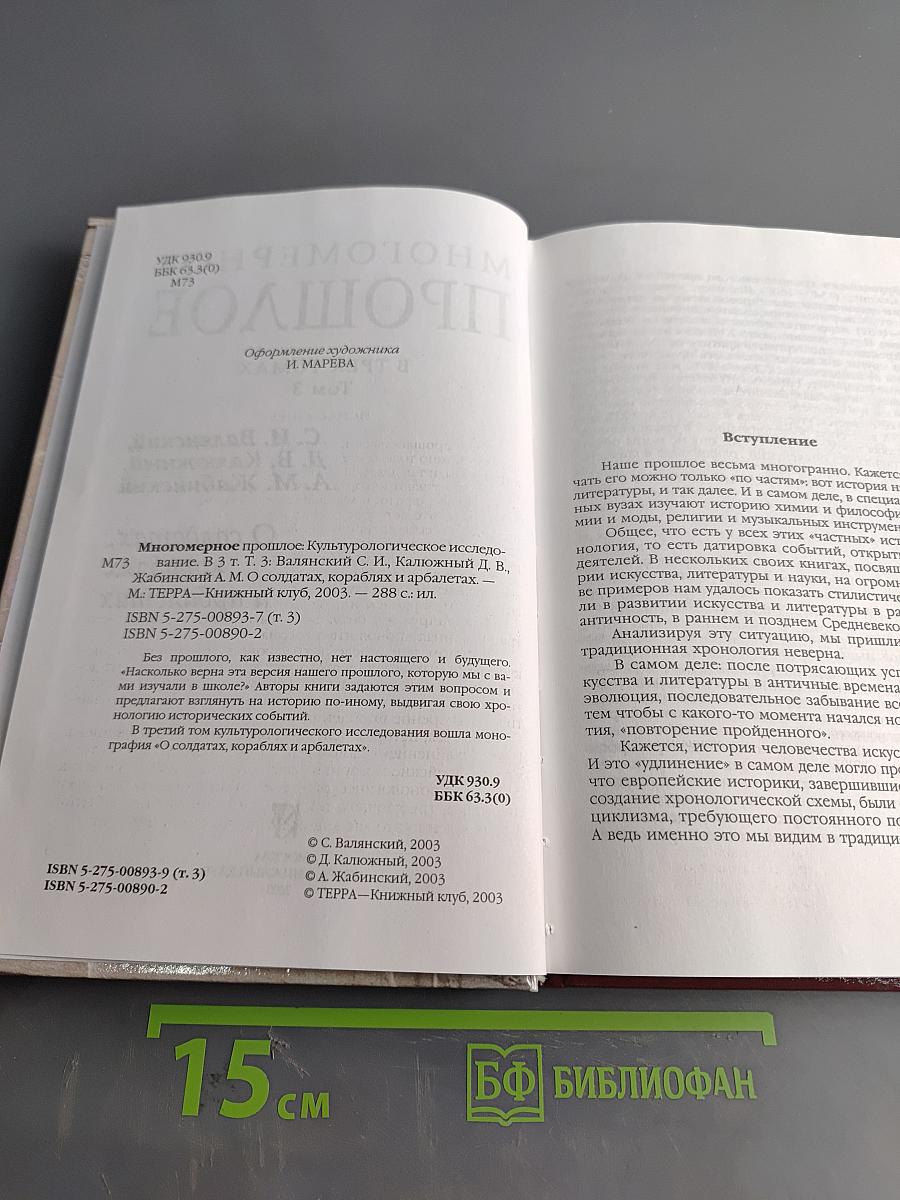 УДК 930.9
ББК 63.3(0)
М73
Оформление художника
И. МАРЕВА
Многомерное прошлое: Культурологическое исследо-
М73 вание. В 3 т. Т. 3: Валянский С. И., Калюжный Д. В.,
Жабинский А. М. О солдатах, кораблях и арбалетах. —
М.: ТЕРРА—Книжный клуб, 2003. — 288 с.: ил.
ISBN 5-275-00893-7 (т. 3)
ISBN 5-275-00890-2
Без прошлого, как известно, нет настоящего и будущего.
«Насколько верна эта версия нашего прошлого, которую мы с ва-
ми изучали в школе?» Авторы книги задаются этим вопросом и
предлагают взглянуть на историю по-иному, выдвигая свою хро-
нологию исторических событий.
В третий том культурологического исследования вошла моно-
графия «О солдатах, кораблях и арбалетах».
УДК 930.9
ББК 63.3(0)
© С. Валянский, 2003
© Д. Калюжный, 2003
© А. Жабинский, 2003
© ТЕРРА—Книжный клуб, 2003
ISBN 5-275-00893-9 (т. 3)
ISBN 5-275-00890-2
Вступление
Наше прошлое весьма многогранно. Кажетс
чать его можно только «по частям»: вот история н
литературы, и так далее. И в самом деле, в специа
ных вузах изучают историю химии и философи
мии и моды, религии и музыкальных инструмен
Общее, что есть у всех этих «частных» ист
нология, то есть датировка событий, открыт
деятелей. В нескольких своих книгах, посвящ
рии искусства, литературы и науки, на огромн
ве примеров нам удалось показать стилистиче
ли в развитии искусства и литературы в ра
античность, в раннем и позднем Средневеко
Анализируя эту ситуацию, мы пришли
традиционная хронология неверна.
В самом деле: после потрясающих усп
кусства и литературы в античные времена
эволюция, последовательное забывание все
тем чтобы с какого-то момента начался но
тия, «повторение пройденного».
Кажется, история человечества искус
И это «удлинение» в самом деле могло про
что европейские историки, завершивши
создание хронологической схемы, были
циклизма, требующего постоянного по
А ведь именно это мы видим в традици
15 см
БФ БИБЛИОФАН